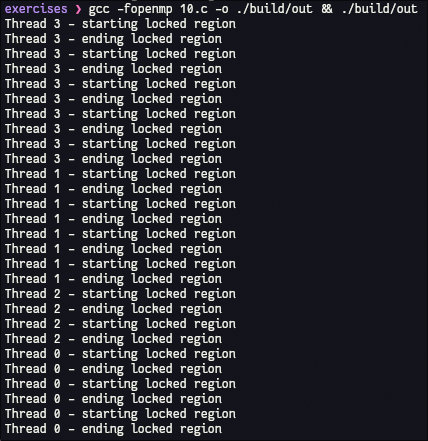 exercises ❯ gcc -fopenmp 10.c -o ./build/out && ./build/out
Thread 3 - starting locked region
Thread 3 - ending locked region
Thread 3 - starting locked region
Thread 3 - ending locked region
Thread 3 - starting locked region
Thread 3 - ending locked region
Thread 3 - starting locked region
Thread 3 - ending locked region
Thread 3 - starting locked region
Thread 3 - ending locked region
Thread 1 - starting locked region
Thread 1 - ending locked region
Thread 1 - starting locked region
Thread 1 - ending locked region
Thread 1 - starting locked region
Thread 1 - ending locked region
Thread 1 - starting locked region
Thread 1 - ending locked region
Thread 2 - starting locked region
Thread 2 - ending locked region
Thread 2 - starting locked region
Thread 2 - ending locked region
Thread 0 - starting locked region
Thread 0 - ending locked region
Thread 0 - starting locked region
Thread 0 - ending locked region
Thread 0 - starting locked region
Thread 0 - ending locked region